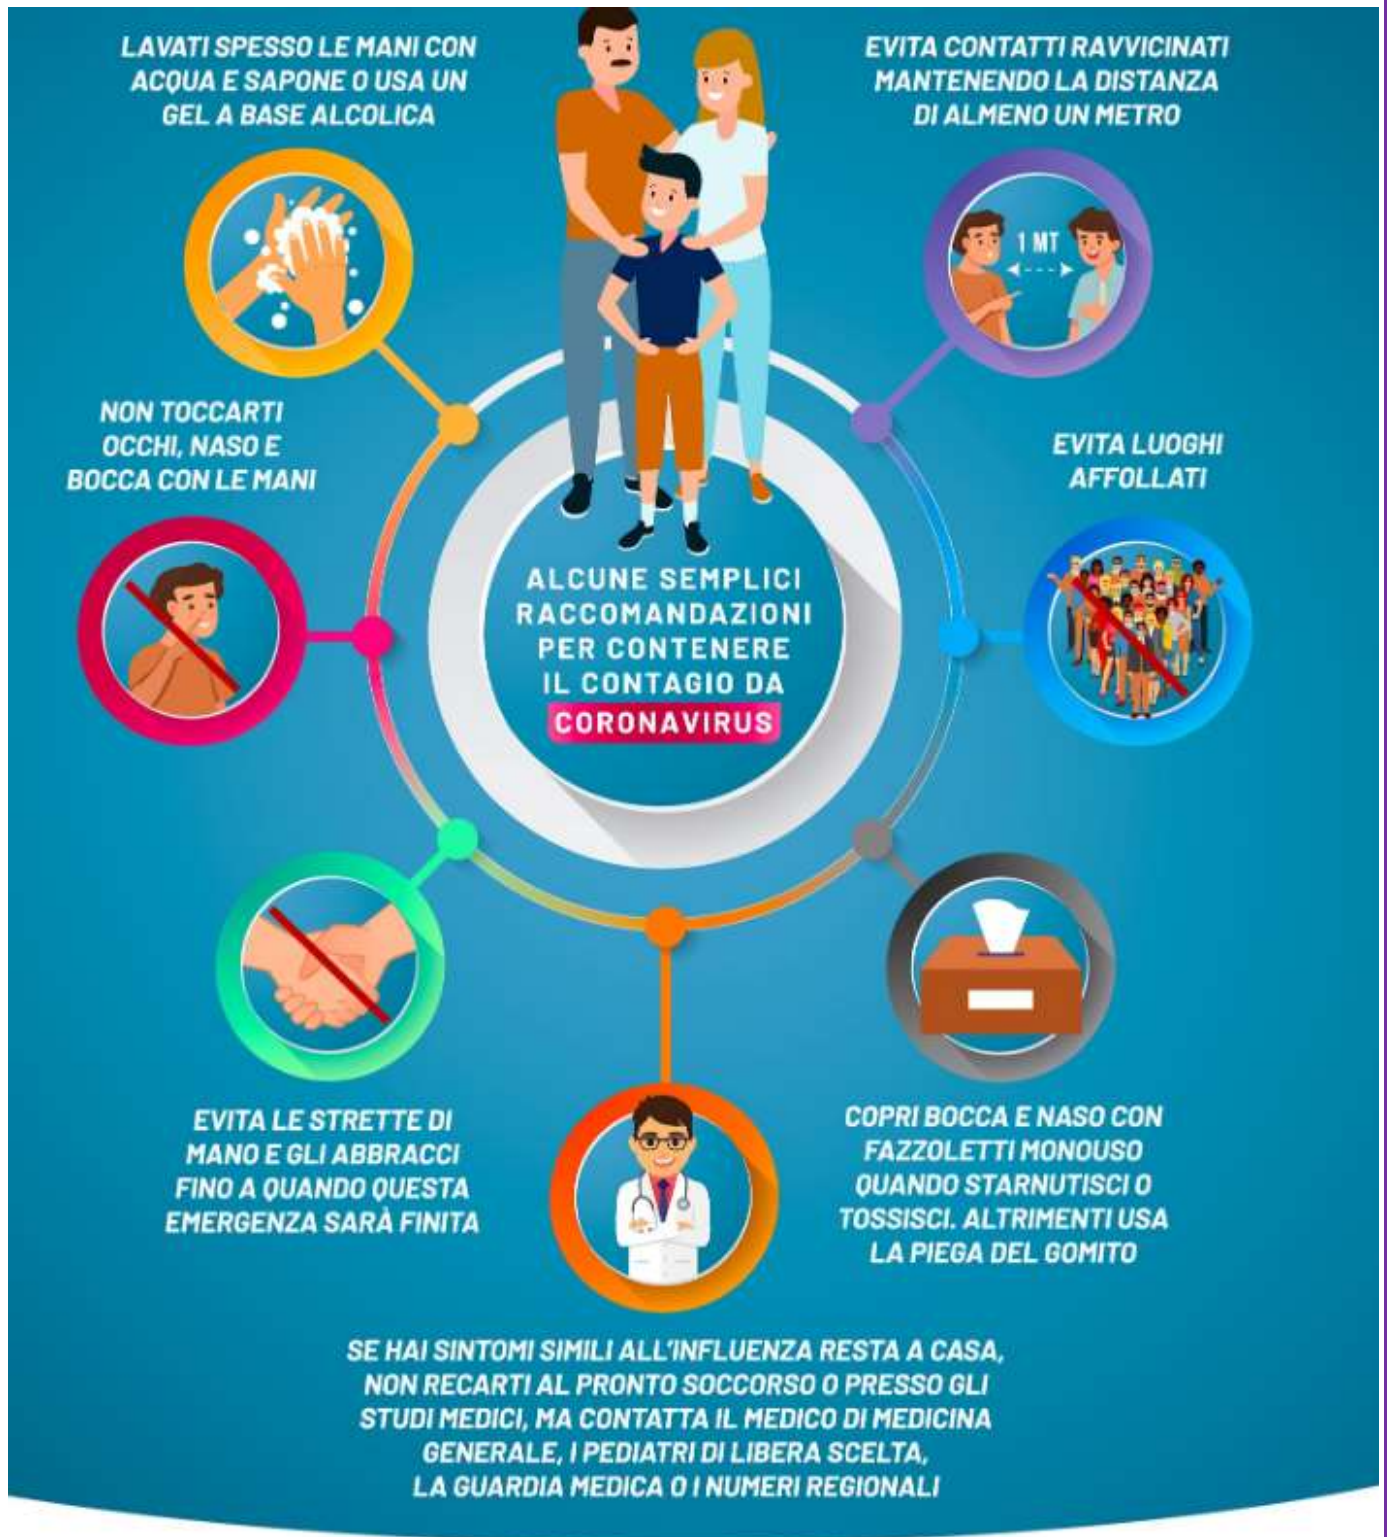 LAVATI SPESSO LE MANI CON
ACQUA E SAPONE O USA UN
GEL A BASE ALCOLICA
EVITA CONTATTI RAVVICINATI
MANTENENDO LA DISTANZA
DI ALMENO UN METRO
1 MT
NON TOCCARTI
OCCHI, NASO E
BOCCA CON LE MANI
EVITA LUOGHI
AFFOLLATI
ALCUNE SEMPLICI
RACCOMANDAZIONI
PER CONTENERE
IL CONTAGIO DA
CORONAVIRUS
EVITA LE STRETTE DI
MANO E GLI ABBRACCI
FINO A QUANDO QUESTA
EMERGENZA SARÀ FINITA
COPRI BOCCA E NASO CON
FAZZOLETTI MONOUSO
QUANDO STARNUTISCI O
TOSSISCI. ALTRIMENTI USA
LA PIEGA DEL GOMITO
SE HAI SINTOMI SIMILI ALL'INFLUENZA RESTA A CASA,
NON RECARTI AL PRONTO SOCCORSO O PRESSO GLI
STUDI MEDICI, MA CONTATTA IL MEDICO DI MEDICINA
GENERALE, I PEDIATRI DI LIBERA SCELTA,
LA GUARDIA MEDICA O I NUMERI REGIONALI